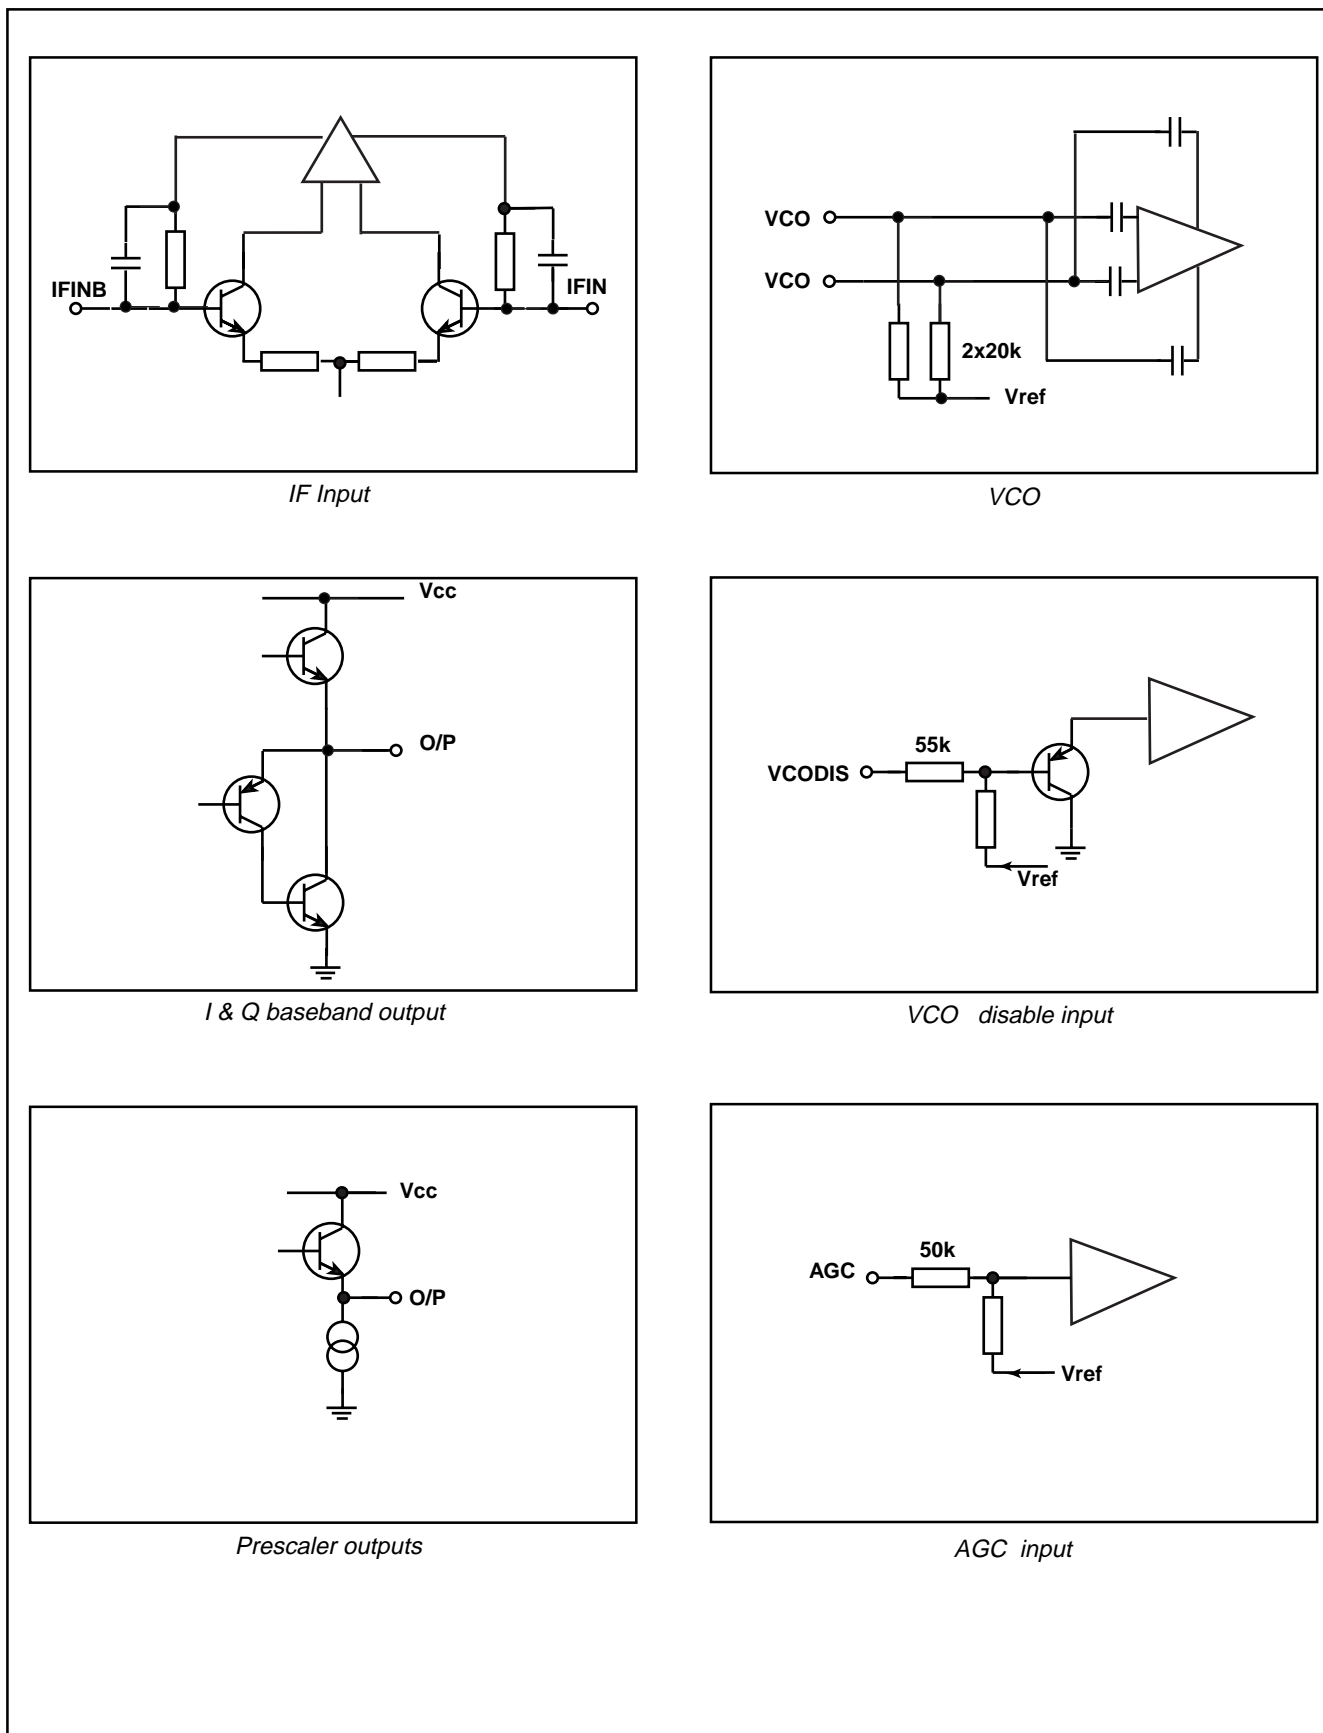 IFINB
IFIN
IF Input
VCO
VCO
2x20k
Vref
VCO
Vcc
O/P
I & Q baseband output
55k
VCODIS
Vref
VCO disable input
Vcc
O/P
Prescaler outputs
50k
AGC
Vref
AGC input